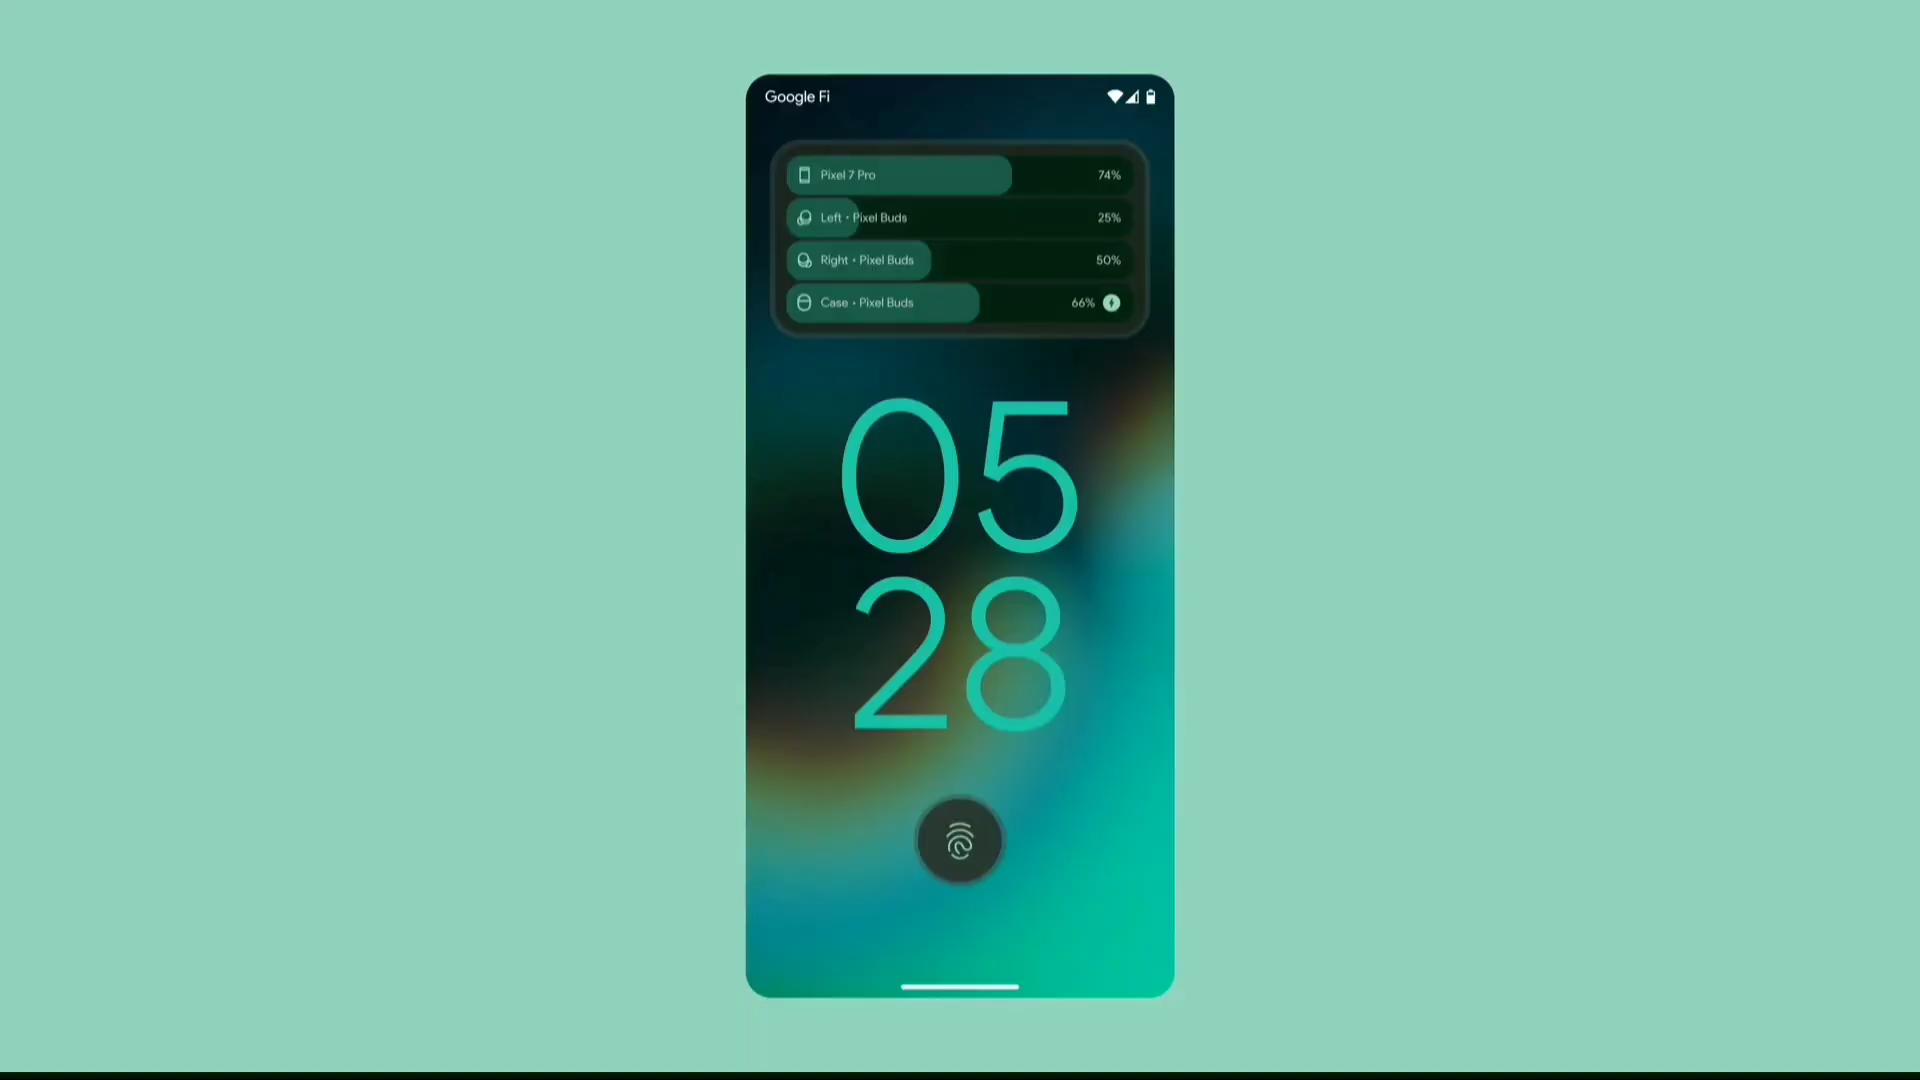 Google Fi
Pixel 7 Pro 74%
Left • Pixel Buds 25%
Right • Pixel Buds 50%
Case • Pixel Buds 66%
05
28